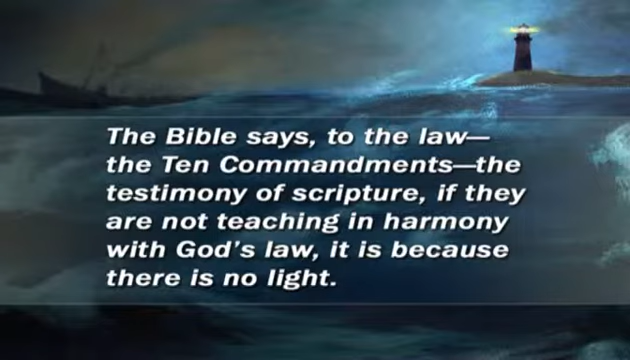 The Bible says, to the law—
the Ten Commandments—the
testimony of scripture, if they
are not teaching in harmony
with God's law, it is because
there is no light.